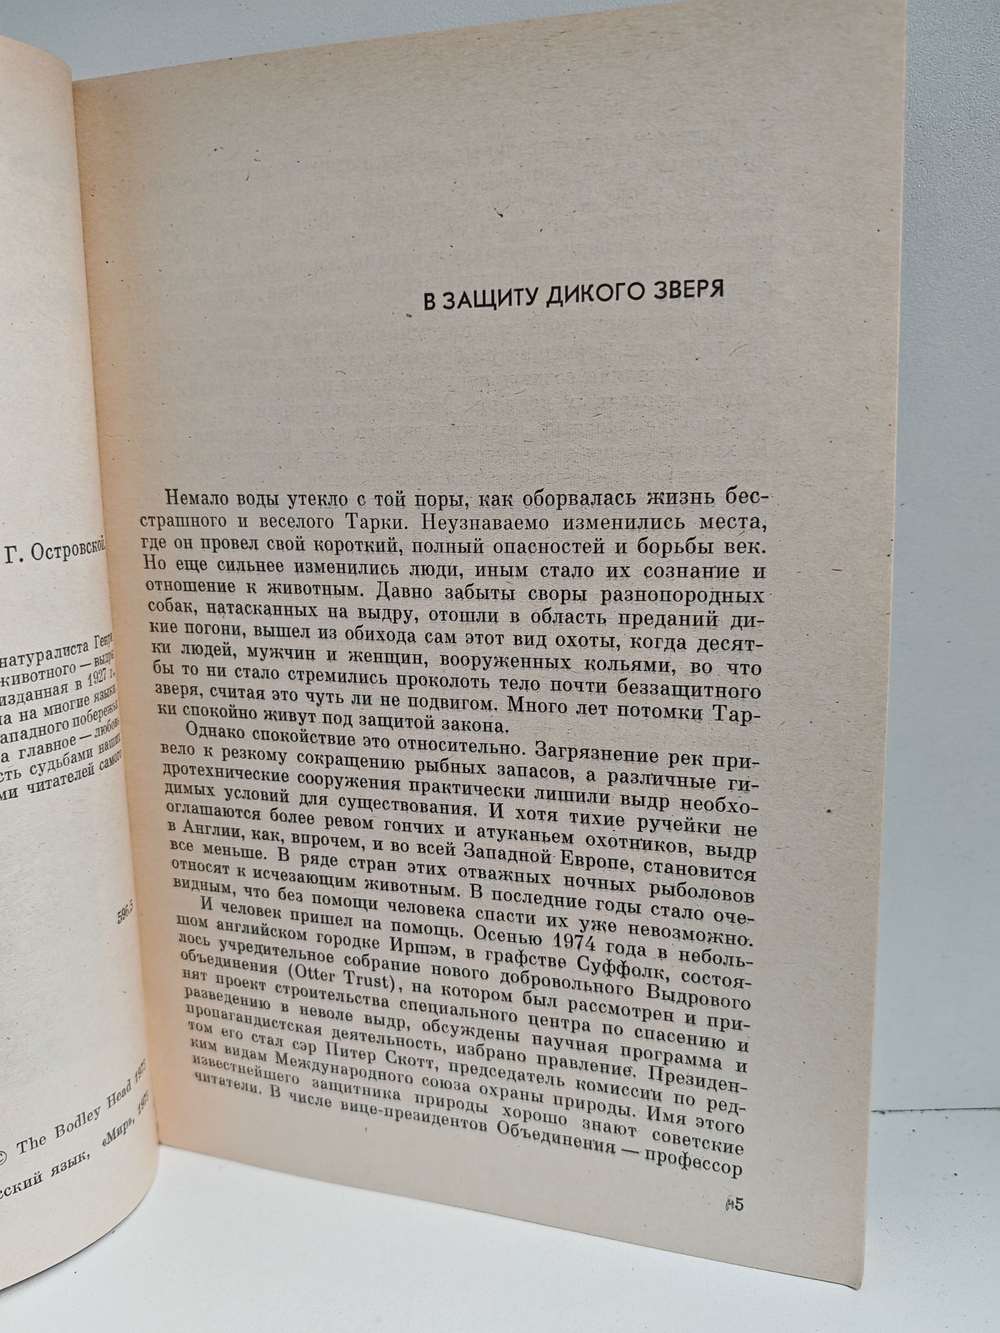 Г. Островской,
натуралиста Генри
животного — выдры
изданная в 1927 г.,
на многие языки
западного побережья
а главное — любовь
судьбами наших
ми читателей самого
596.5
© The Bodley Head 1975
русский язык, «Мир», 1979
В ЗАЩИТУ ДИКОГО ЗВЕРЯ
Немало воды утекло с той поры, как оборвалась жизнь бес-
страшного и веселого Тарки. Неузнаваемо изменились места,
где он провел свой короткий, полный опасностей и борьбы век.
Но еще сильнее изменились люди, иным стало их сознание и
отношение к животным. Давно забыты своры разнопородных
собак, натасканных на выдру, отошли в область преданий ди-
кие погони, вышел из обихода сам этот вид охоты, когда десят-
ки людей, мужчин и женщин, вооруженных кольями, во что
бы то ни стало стремились проколоть тело почти беззащитного
зверя, считая это чуть ли не подвигом. Много лет потомки Тар-
ки спокойно живут под защитой закона.
Однако спокойствие это относительно. Загрязнение рек при-
вело к резкому сокращению рыбных запасов, а различные ги-
дротехнические сооружения практически лишили выдр необхо-
димых условий для существования. И хотя тихие ручейки не
оглашаются более ревом гончих и атуканьем охотников, выдр
в Англии, как, впрочем, и во всей Западной Европе, становится
все меньше. В ряде стран этих отважных ночных рыболовов
относят к исчезающим животным. В последние годы стало оче-
видным, что без помощи человека спасти их уже невозможно.
И человек пришел на помощь. Осенью 1974 года в неболь-
шом английском городке Иршэм, в графстве Суффолк, состоя-
лось учредительное собрание нового добровольного Выдрового
объединения (Otter Trust), на котором был рассмотрен и при-
нят проект строительства специального центра по спасению и
разведению в неволе выдр, обсуждены научная программа и
пропагандистская деятельность, избрано правление. Президен-
том его стал сэр Питер Скотт, председатель комиссии по ред-
ким видам Международного союза охраны природы. Имя этого
известнейшего защитника природы хорошо знают советские
читатели. В числе вице-президентов Объединения — профессор
5